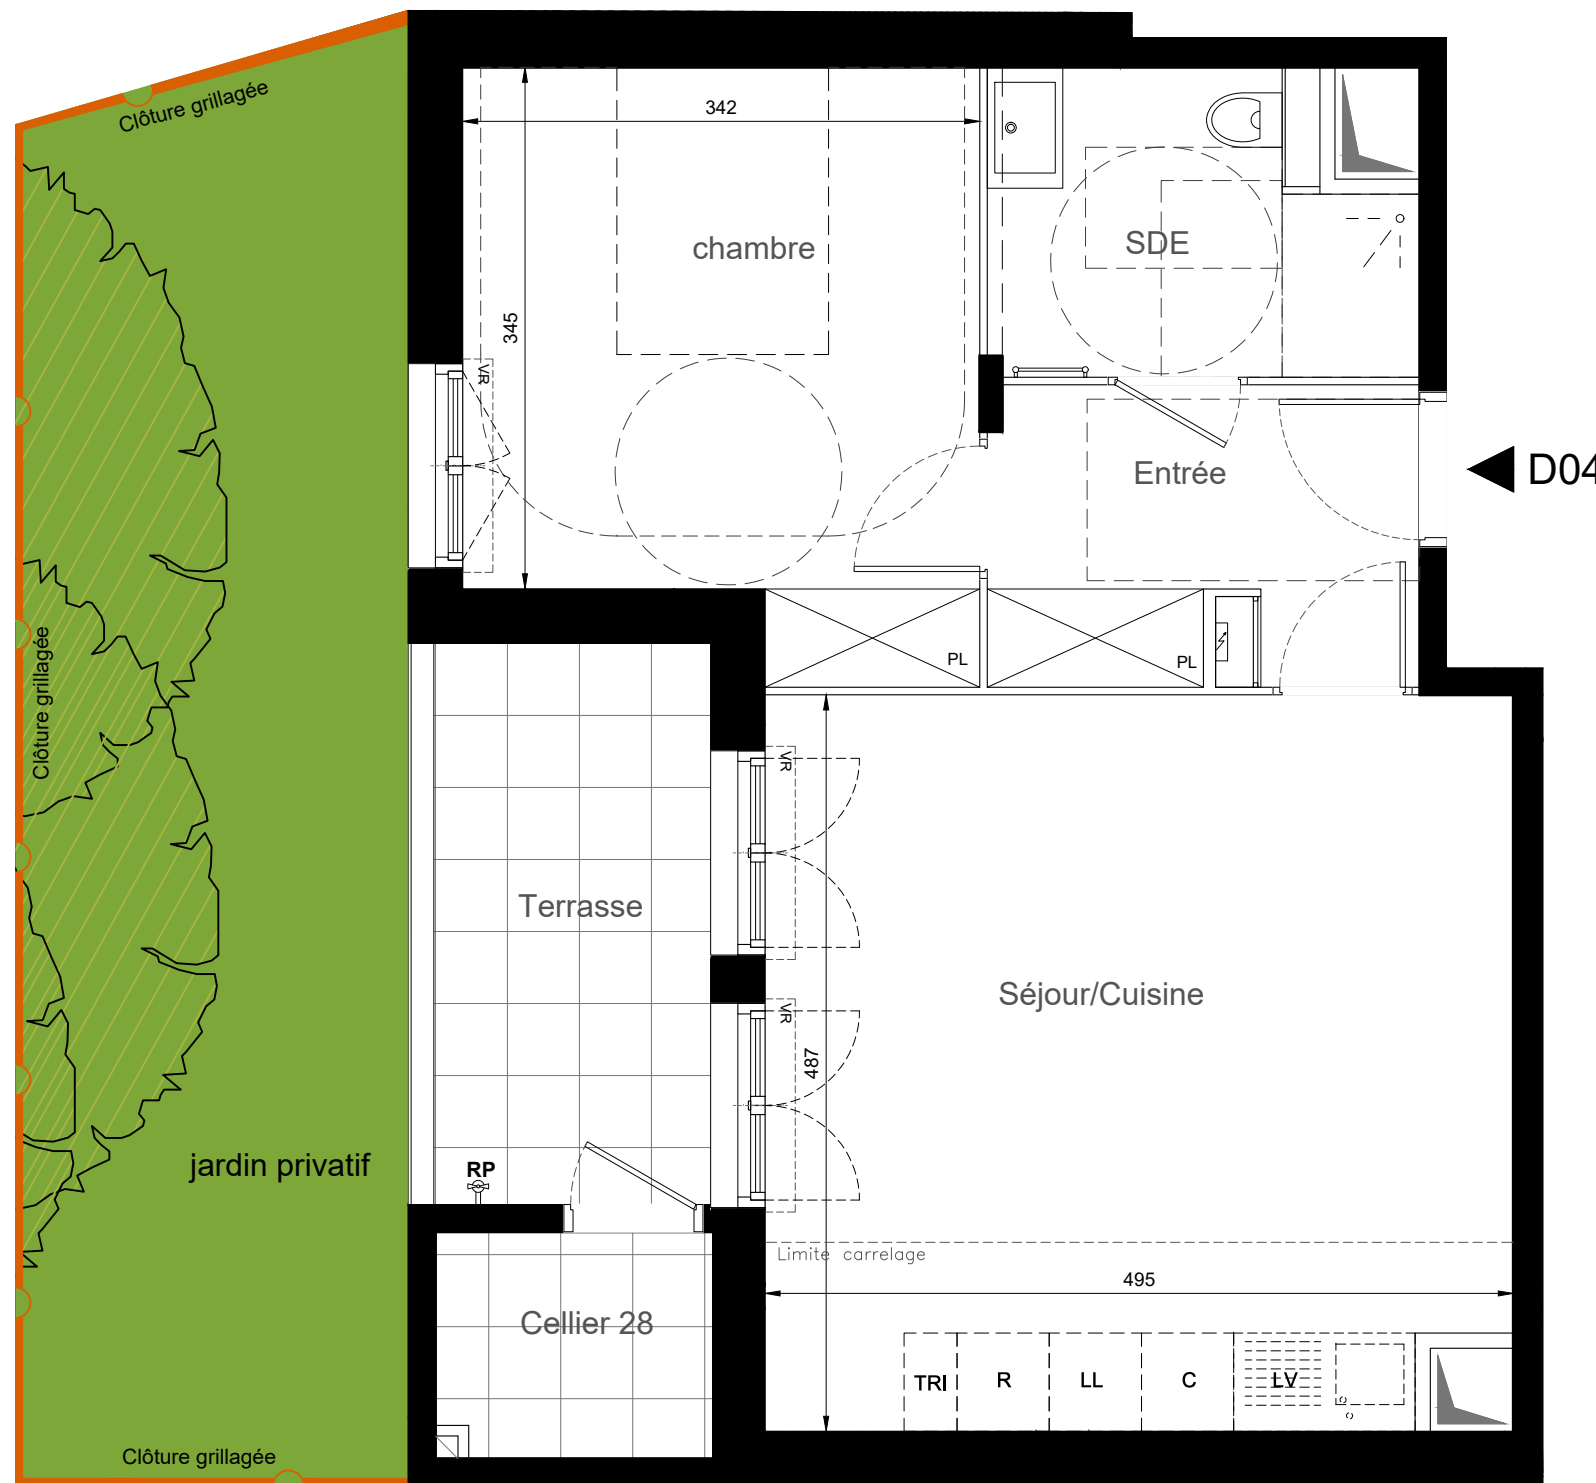 Clôture grillagée
342
chambre
SDE
345
VR
Entrée
D04
PL
PL
Clôture grillagée
VR
Terrasse
Séjour/Cuisine
VR
487
jardin privatif
RP
Limite carrelage
495
Cellier 28
TRI
R
LL
C
LV
Clôture grillagée